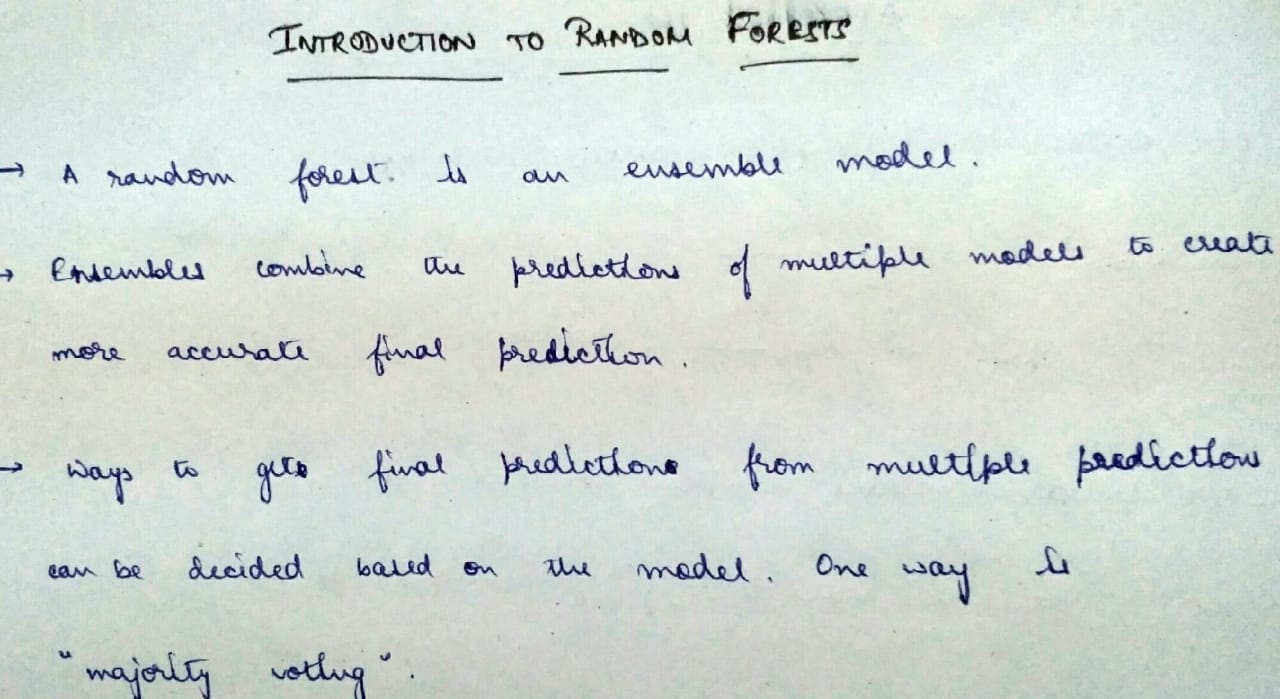 INTRODUCTION TO RANDOM FORESTS
→ A random forest. is an ensemble model.
→ Ensembles combine the predictions of multiple models to create
more accurate final prediction.
→ Ways to gets final predictions from multiple prediction
can be decided based on the model. One way is
"majority voting".